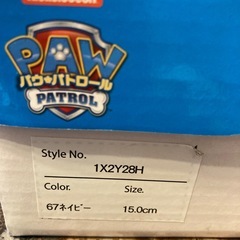 PAW
パウ・パトロール
PATROL
Style No.
1X2Y28H
Color.
Size.
67ネイビー
15.0cm